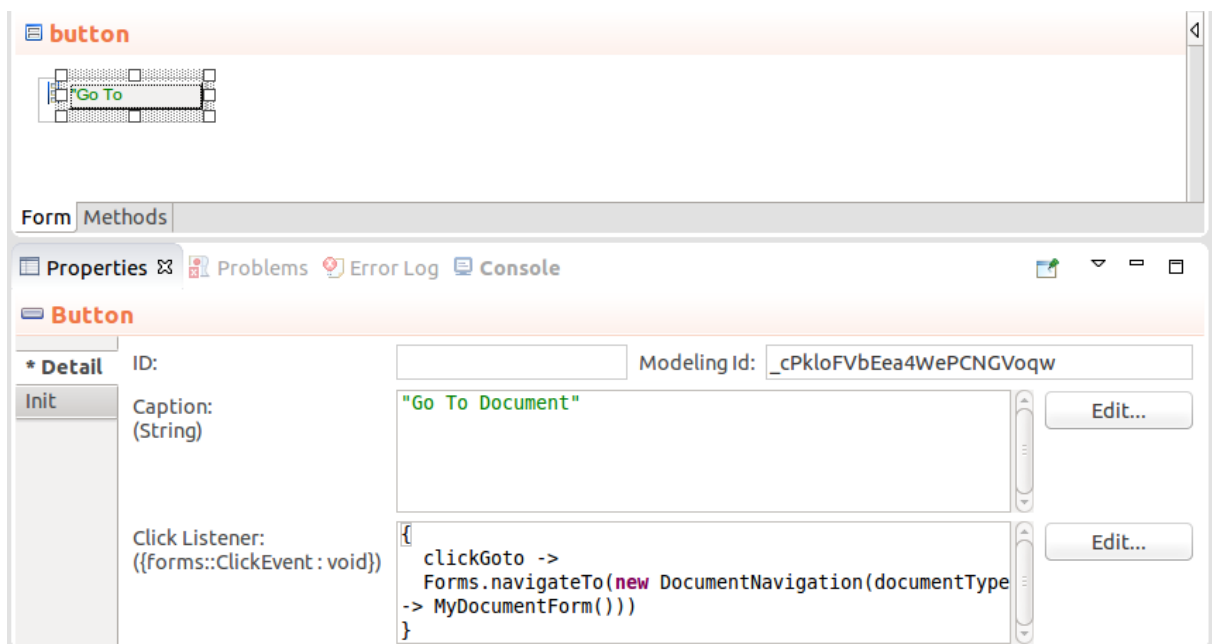 button
"Go To
Form Methods
Properties Problems Error Log Console
Button
* Detail
Init
ID:
Modeling Id: _cPkloFVbEea4WePCNGVoqw
Caption:
(String)
"Go To Document"
Edit...
Click Listener:
({forms::ClickEvent : void})
{
clickGoto ->
Forms.navigateTo(new DocumentNavigation(documentType
-> MyDocumentForm()))
}
Edit...